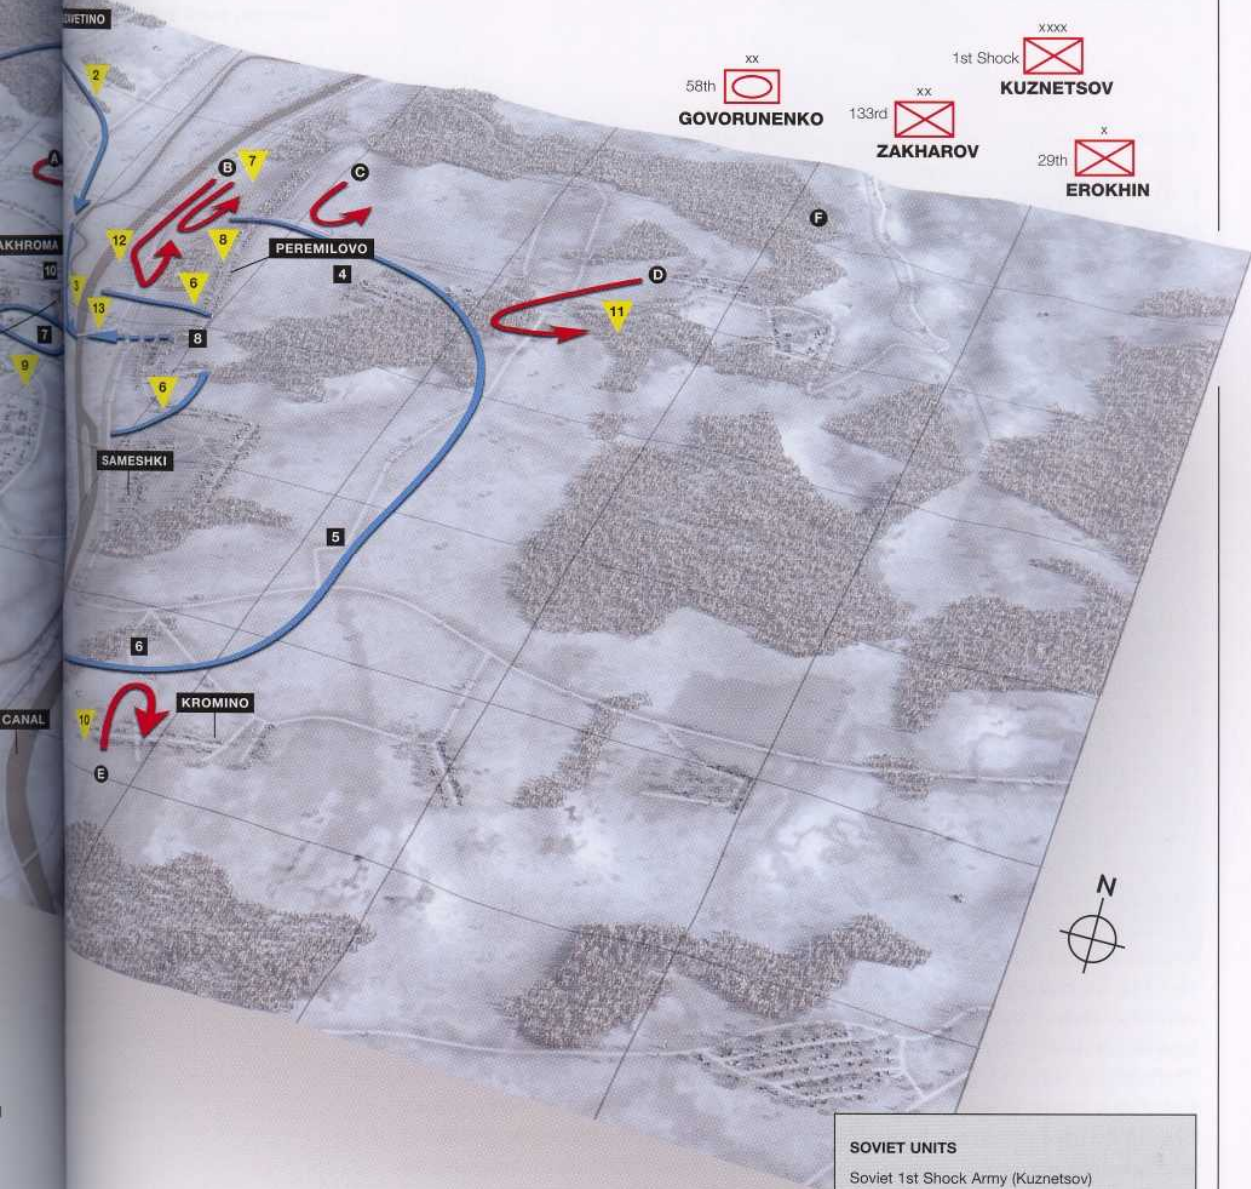 xxxx
1st Shock
KUZNETSOV
xx
58th
GOVORUNENKO
xx
133rd
ZAKHAROV
x
29th
EROKHIN
2
A
B
7
C
F
12
8
PEREMILOVO
4
10
3
13
6
D
11
7
8
9
6
SAMESHKI
5
6
KROMINO
10
CANAL
E
N
SOVIET UNITS
Soviet 1st Shock Army (Kuznetsov)